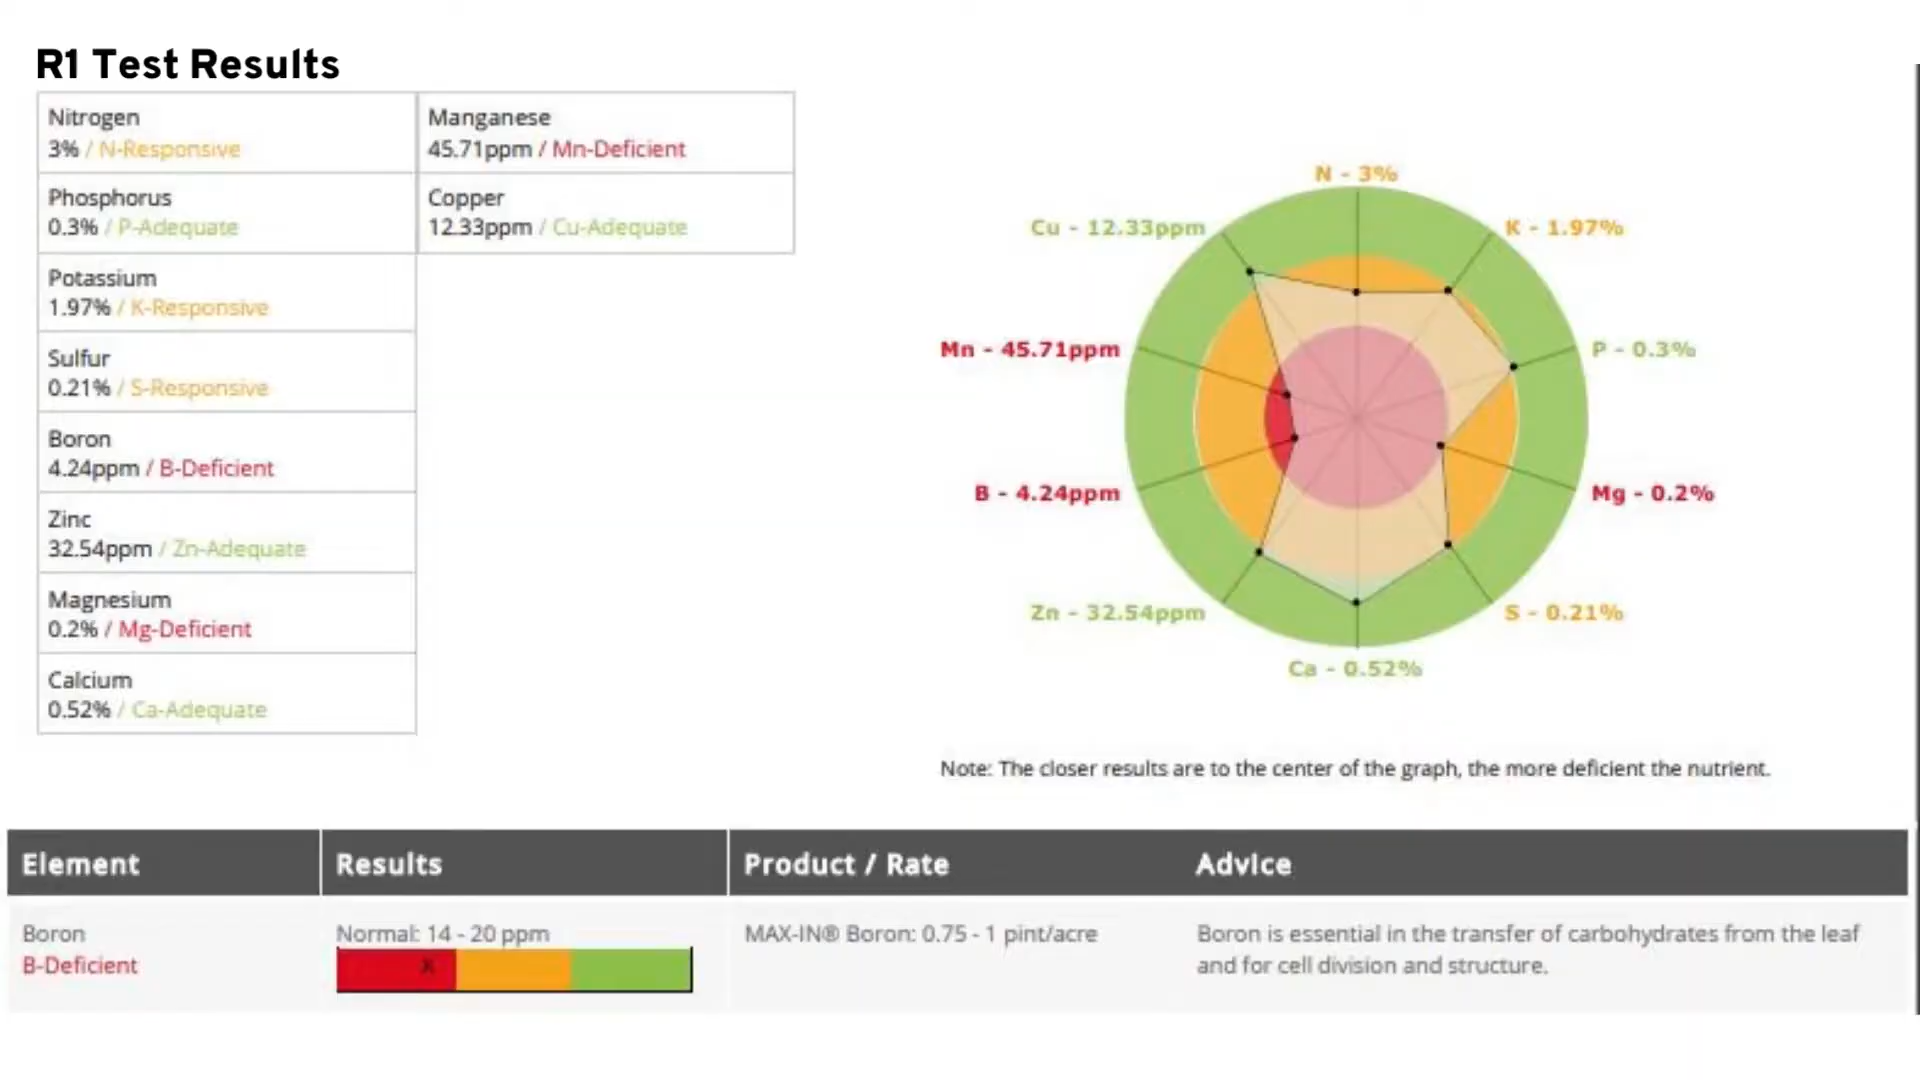 R1 Test Results
Nitrogen
3% / N-Responsive
Manganese
45.71ppm / Mn-Deficient
Phosphorus
0.3% / P-Adequate
Copper
12.33ppm / Cu-Adequate
Potassium
1.97% / K-Responsive
Sulfur
0.21% / S-Responsive
Boron
4.24ppm / B-Deficient
Zinc
32.54ppm / Zn-Adequate
Magnesium
0.2% / Mg-Deficient
Calcium
0.52% / Ca-Adequate
N - 3%
K - 1.97%
P - 0.3%
Mg - 0.2%
S - 0.21%
Ca - 0.52%
Zn - 32.54ppm
B - 4.24ppm
Mn - 45.71ppm
Cu - 12.33ppm
Note: The closer results are to the center of the graph, the more deficient the nutrient.
Element
Results
Product / Rate
Advice
Boron
B-Deficient
Normal: 14 - 20 ppm
X
MAX-IN® Boron: 0.75 - 1 pint/acre
Boron is essential in the transfer of carbohydrates from the leaf
and for cell division and structure.